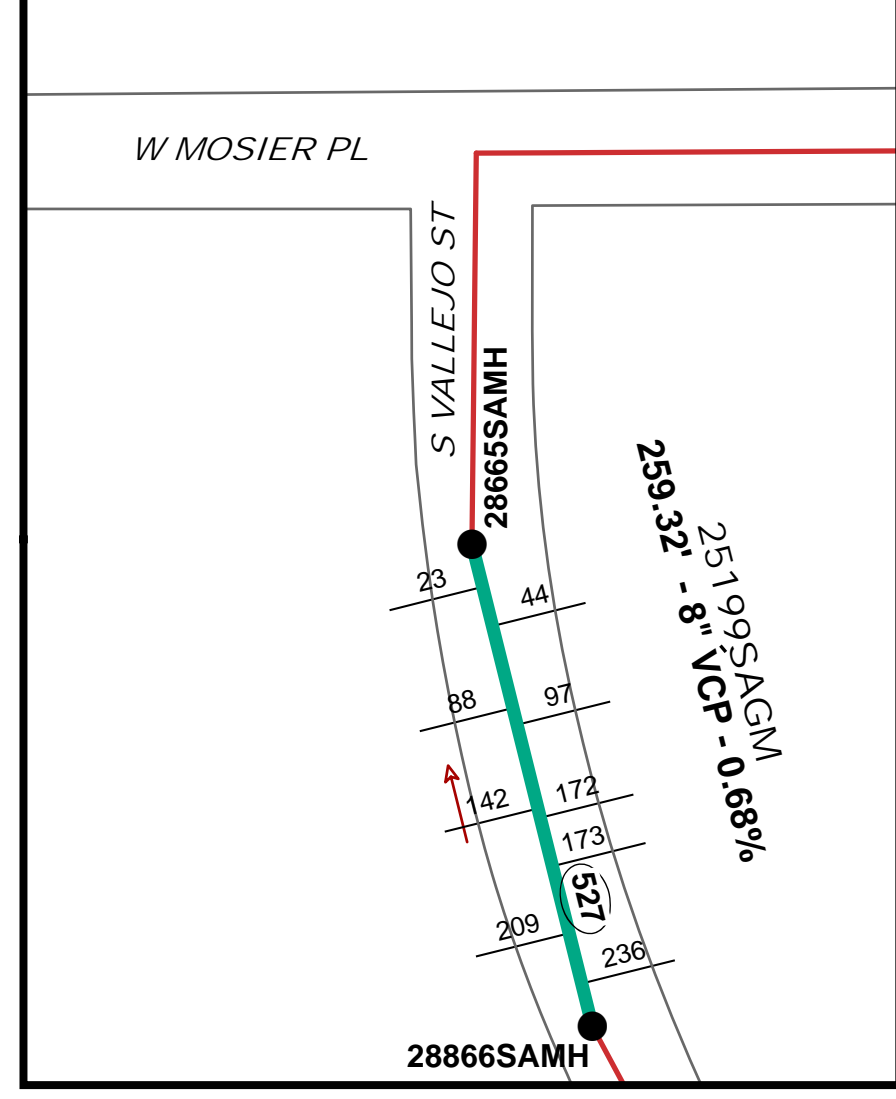 W MOSIER PL
S VALLEJO ST
28665SAMH
259.32' - 8" VCP - 0.68%
25199SAGM
23
44
88
97
142
172
173
527
209
236
28866SAMH